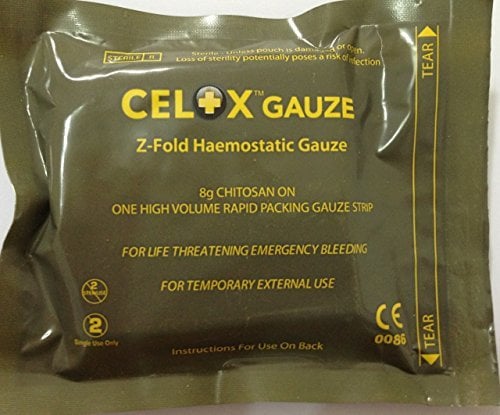 Sterile - Unless pouch is damaged or open.
Loss of sterility potentially poses a risk of infection
STERILE R
CELOX™ GAUZE
Z-Fold Haemostatic Gauze
8g CHITOSAN ON
ONE HIGH VOLUME RAPID PACKING GAUZE STRIP
FOR LIFE THREATENING EMERGENCY BLEEDING
FOR TEMPORARY EXTERNAL USE
2
2
Single Use Only
CE
0086
Instructions For Use On Back
TEAR
TEAR